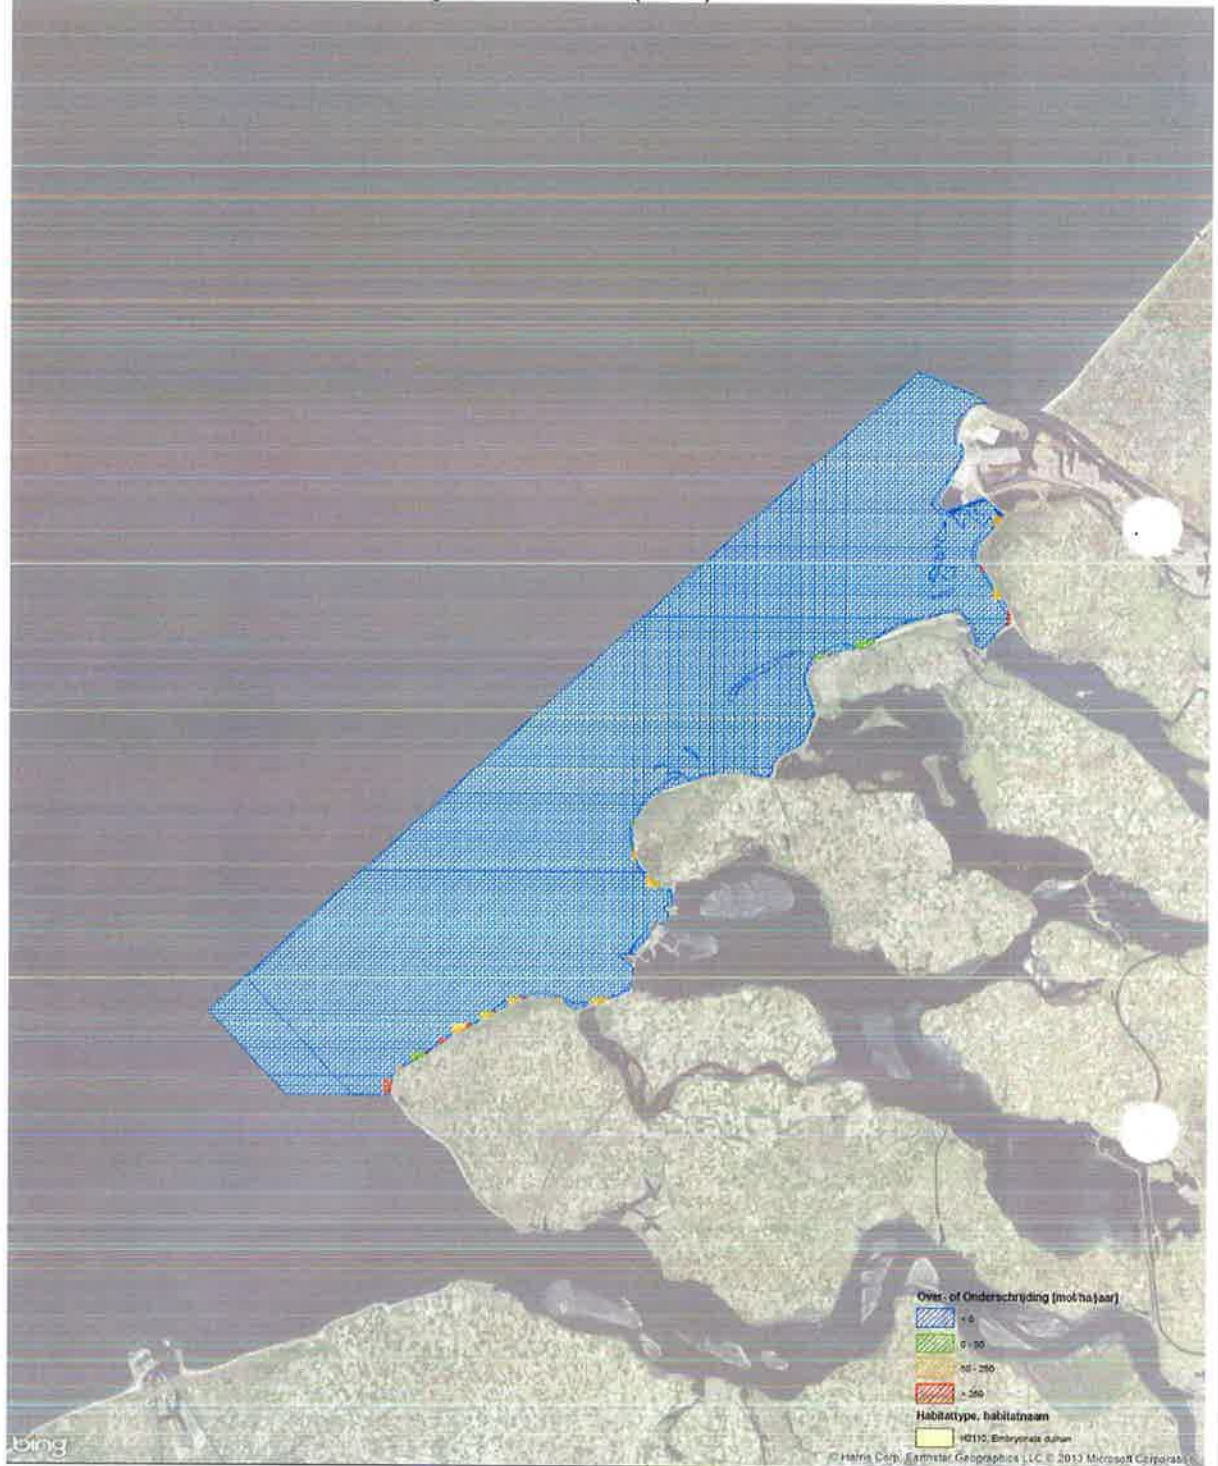 Over- of Onderschrijding (mol/ha/jaar)
< 0
0 - 50
50 - 250
> 250
Habitattype, habitatnaam
H2110, Embryonale duinen
bing
© Harris Corp, Earthstar Geographics LLC © 2013 Microsoft Corporation